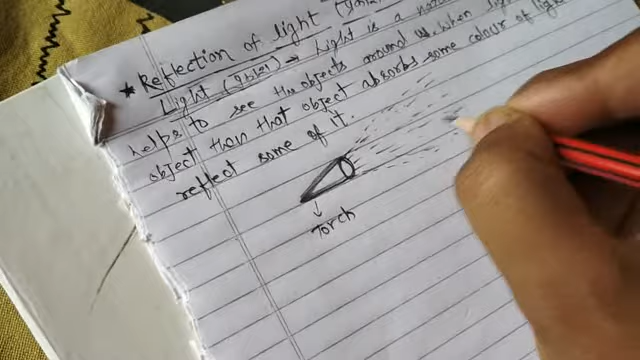 * Reflection of light
Light → Light is a
helps to see the objects around us. when
object then that object absorbs some colour of light
reflect some of it.
Torch